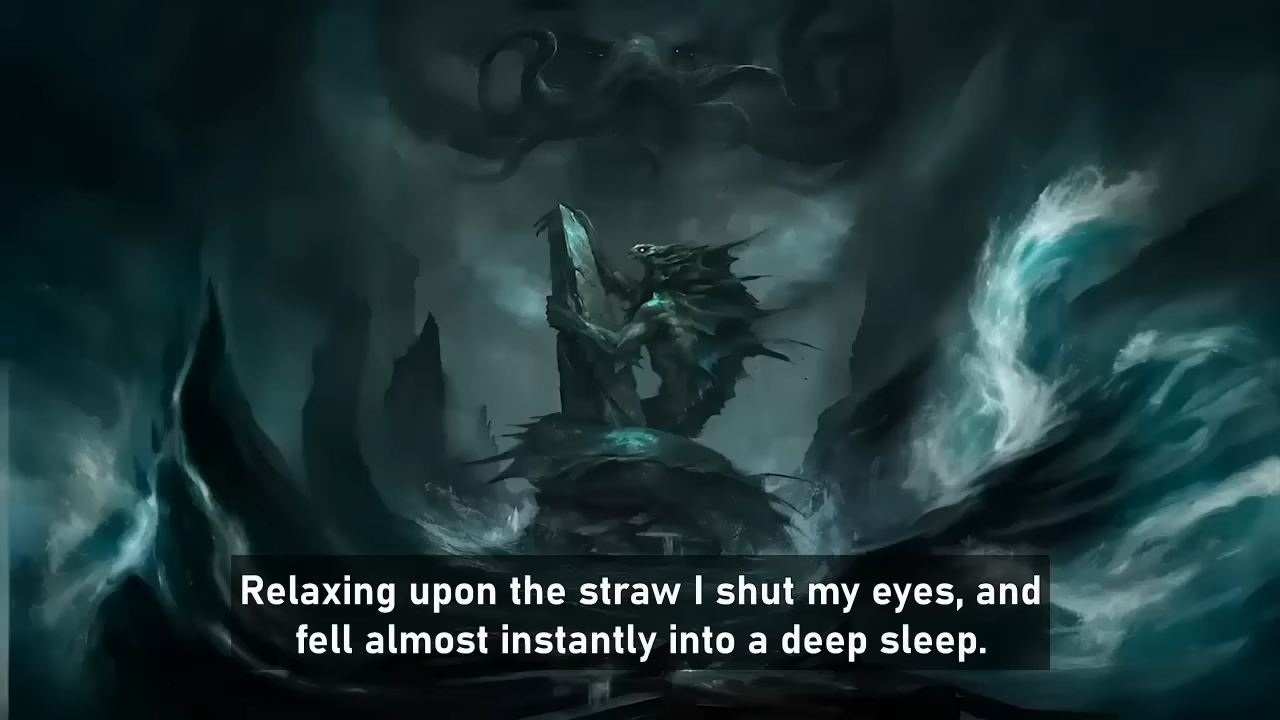 Relaxing upon the straw I shut my eyes, and
fell almost instantly into a deep sleep.